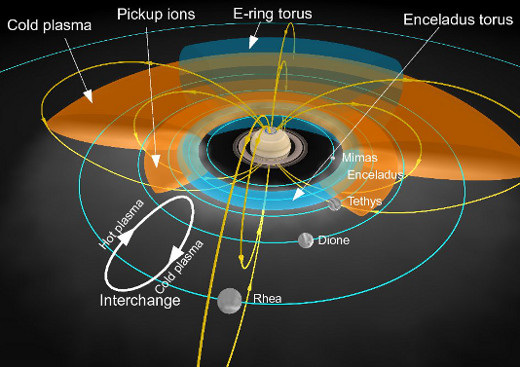 E-ring torus
Pickup ions
Enceladus torus
Cold plasma
Mimas
Enceladus
Tethys
Hot plasma
Cold plasma
Dione
Interchange
Rhea